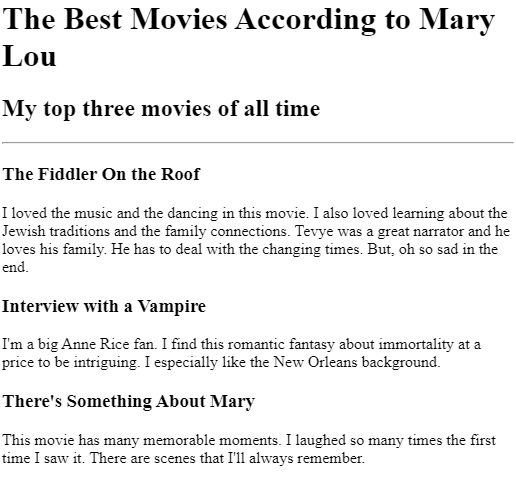 The Best Movies According to Mary
Lou
My top three movies of all time
The Fiddler On the Roof
I loved the music and the dancing in this movie. I also loved learning about the
Jewish traditions and the family connections. Tevye was a great narrator and he
loves his family. He has to deal with the changing times. But, oh so sad in the
end.
Interview with a Vampire
I'm a big Anne Rice fan. I find this romantic fantasy about immortality at a
price to be intriguing. I especially like the New Orleans background.
There's Something About Mary
This movie has many memorable moments. I laughed so many times the first
time I saw it. There are scenes that I'll always remember.